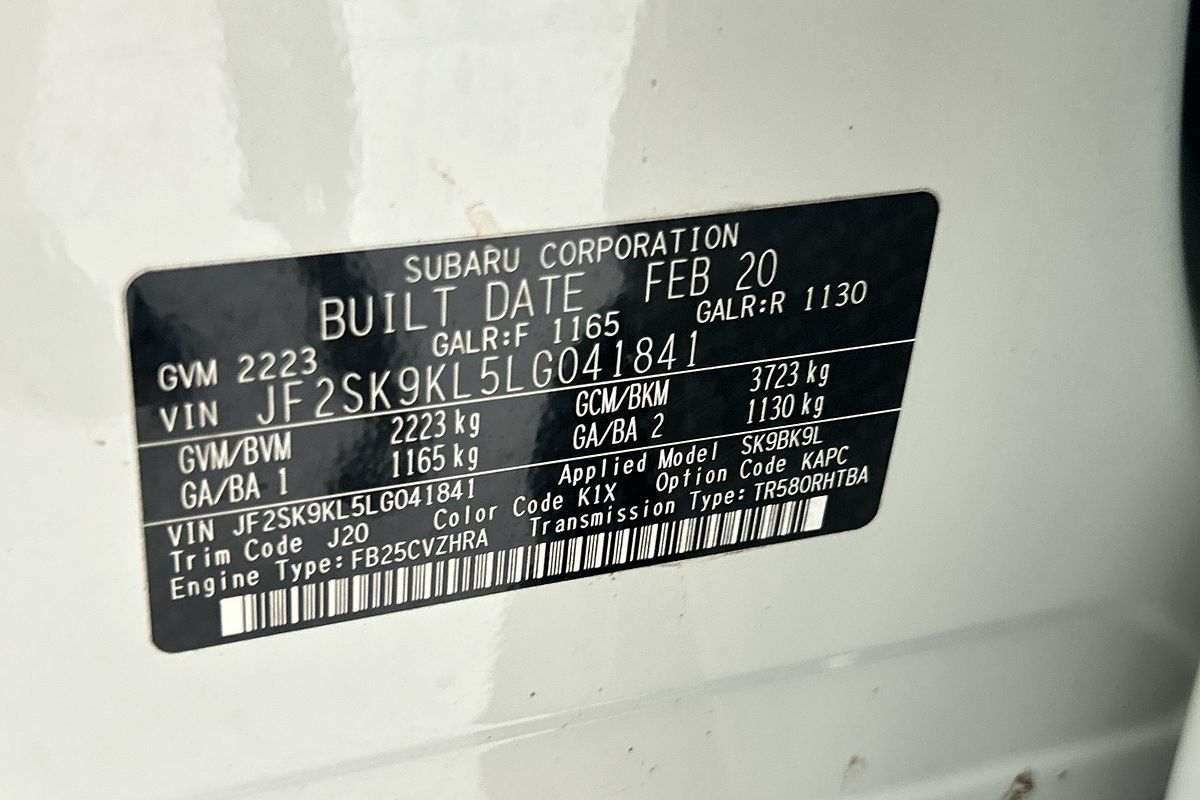 SUBARU CORPORATION
BUILT DATE FEB 20
GVM 2223 GALR:F 1165 GALR:R 1130
VIN JF2SK9KL5LG041841
GVM/BVM 2223 kg GCM/BKM 3723 kg
GA/BA 1 1165 kg GA/BA 2 1130 kg
VIN JF2SK9KL5LG041841 Applied Model SK9BK9L
Trim Code J20 Color Code K1X Option Code KAPC
Engine Type: FB25CVZHRA Transmission Type: TR580RHTBA